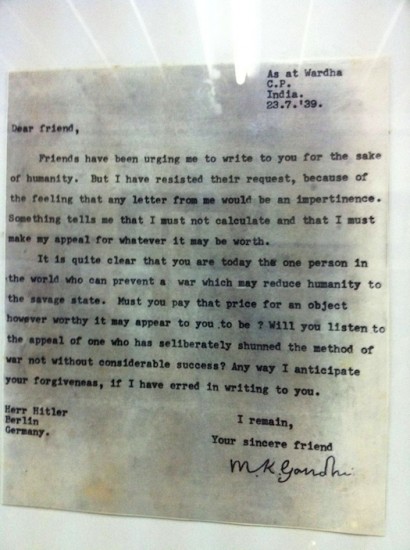 As at Wardha
C.P.
India.
23.7.'39.
Dear friend,
Friends have been urging me to write to you for the sake
of humanity. But I have resisted their request, because of
the feeling that any letter from me would be an impertinence.
Something tells me that I must not calculate and that I must
make my appeal for whatever it may be worth.
It is quite clear that you are today the one person in
the world who can prevent a war which may reduce humanity to
the savage state. Must you pay that price for an object
however worthy it may appear to you to be ? Will you listen to
the appeal of one who has seliberately shunned the method of
war not without considerable success? Any way I anticipate
your forgiveness, if I have erred in writing to you.
Herr Hitler
Berlin
Germany.
I remain,
Your sincere friend
M.K.Gandhi